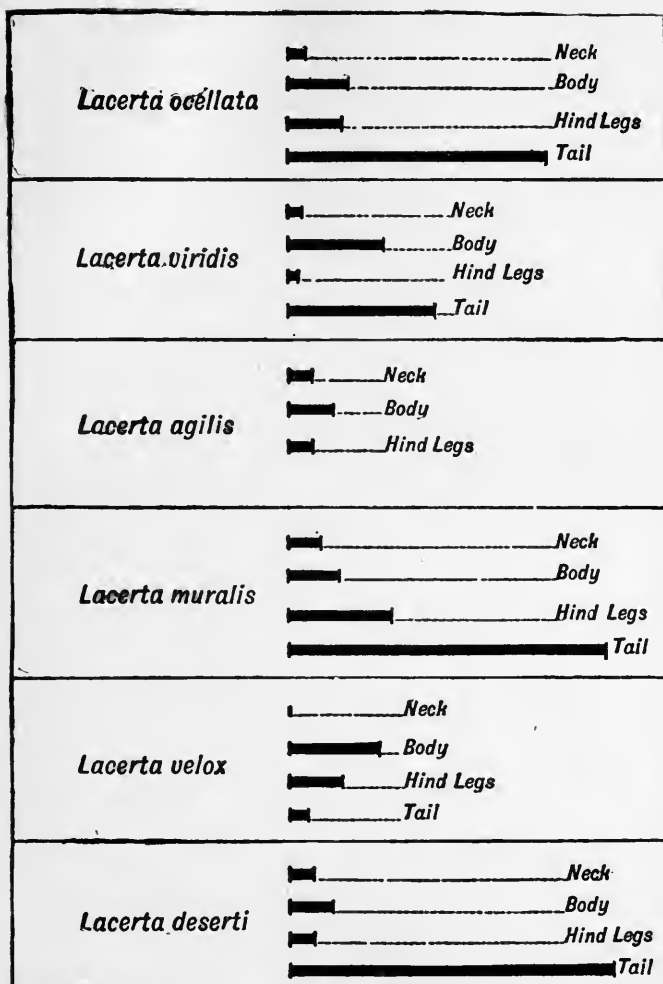 Neck
Lacerta ocellata
Body
Hind Legs
Tail
Neck
Lacerta viridis
Body
Hind Legs
Tail
Neck
Lacerta agilis
Body
Hind Legs
Neck
Body
Lacerta muralis
Hind Legs
Tail
Neck
Body
Lacerta velox
Hind Legs
Tail
Neck
Body
Lacerta deserti
Hind Legs
Tail